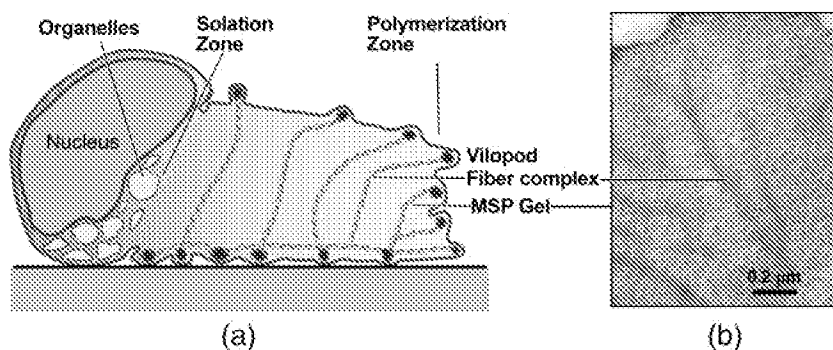 Organelles
Solation
Zone
Polymerization
Zone
Nucleus
Vilopod
Fiber complex
MSP Gel
0.2 µm
(a)
(b)